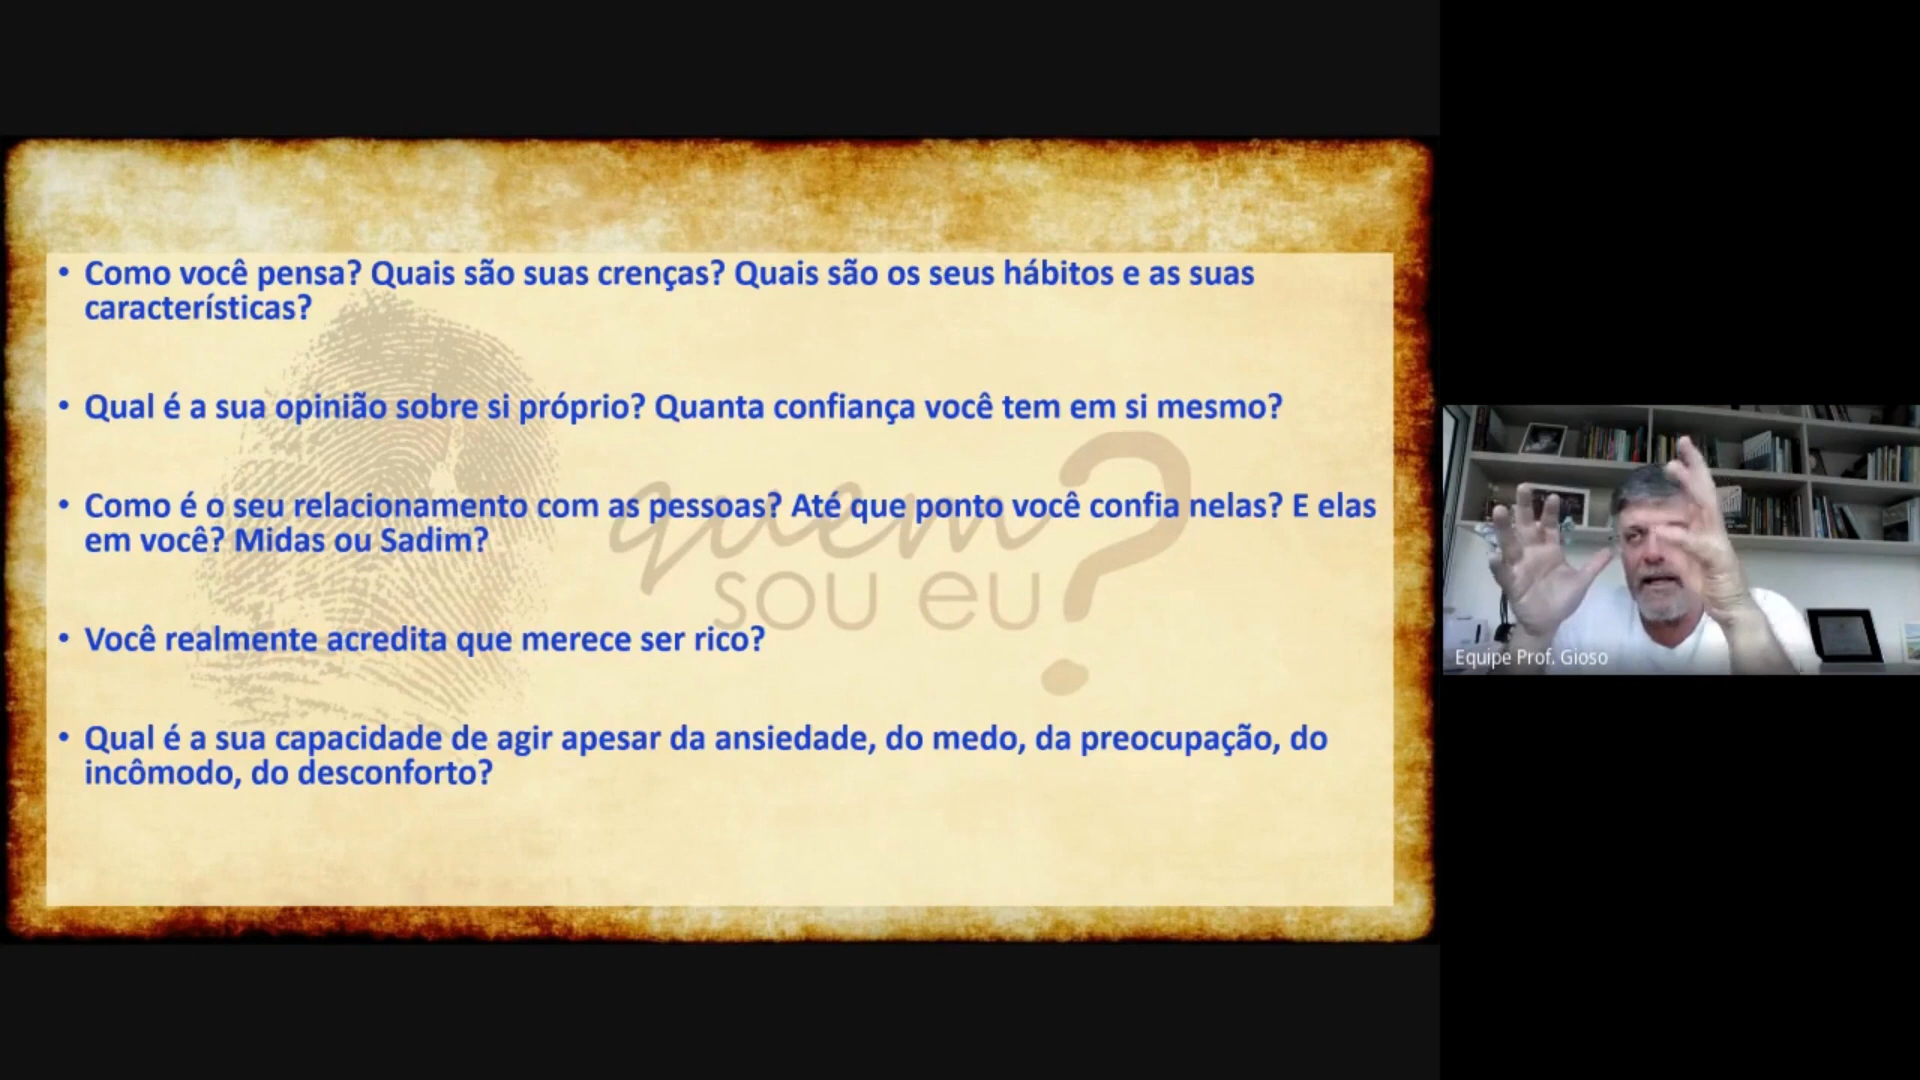 • Como você pensa? Quais são suas crenças? Quais são os seus hábitos e as suas
características?
• Qual é a sua opinião sobre si próprio? Quanta confiança você tem em si mesmo?
• Como é o seu relacionamento com as pessoas? Até que ponto você confia nelas? E elas
em você? Midas ou Sadim?
• Você realmente acredita que merece ser rico?
• Qual é a sua capacidade de agir apesar da ansiedade, do medo, da preocupação, do
incômodo, do desconforto?
quem
sou eu?
Equipe Prof. Gioso